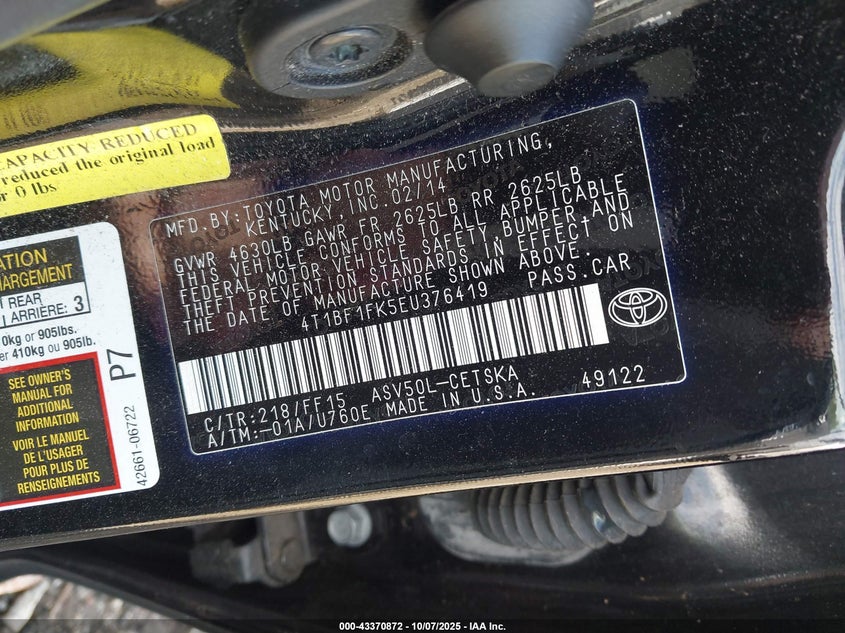 CAPACITY REDUCED
reduced the original load
or 0 lbs
ATION
HARGEMENT
REAR
ARRIÈRE: 3
0kg or 905lbs.
er 410kg ou 905lb.
SEE OWNER'S
MANUAL FOR
ADDITIONAL
INFORMATION
VOIR LE MANUEL
DE L'USAGER
POUR PLUS DE
RENSEIGNEMENTS
P7
42661-06722
MFD. BY: TOYOTA MOTOR MANUFACTURING,
KENTUCKY, INC. 02/14
GVWR 4630LB GAWR FR 2625LB RR 2625LB
THIS VEHICLE CONFORMS TO ALL APPLICABLE
FEDERAL MOTOR VEHICLE SAFETY BUMPER, AND
THEFT PREVENTION STANDARDS IN EFFECT ON
THE DATE OF MANUFACTURE SHOWN ABOVE.
4T1BF1FK5EU376419 PASS.CAR
C/TR:218/FF15 ASV50L-CETSKA 49122
A/TM:-01A/U760E MADE IN U.S.A.
000-43370872 - 10/07/2025 - IAA Inc.